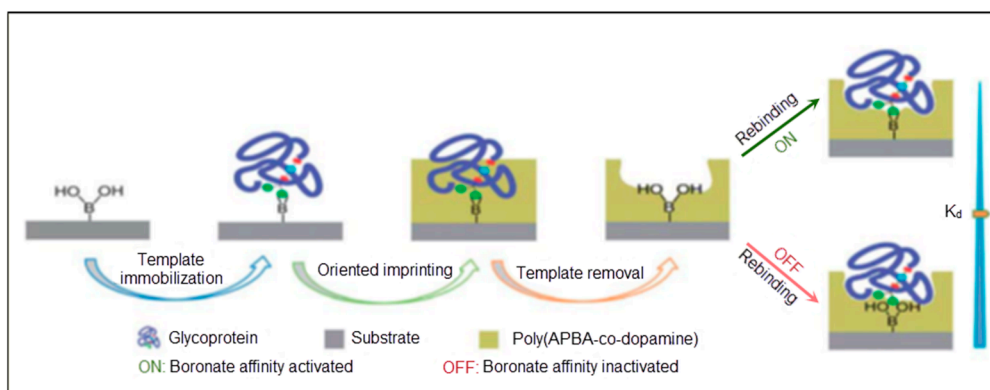 HO OH
B
Template
immobilization
B
Oriented imprinting
B
Template removal
HO OH
B
Rebinding
ON
B
OFF
Rebinding
HO OH
B
Kd
Glycoprotein
Substrate
Poly(APBA-co-dopamine)
ON: Boronate affinity activated
OFF: Boronate affinity inactivated